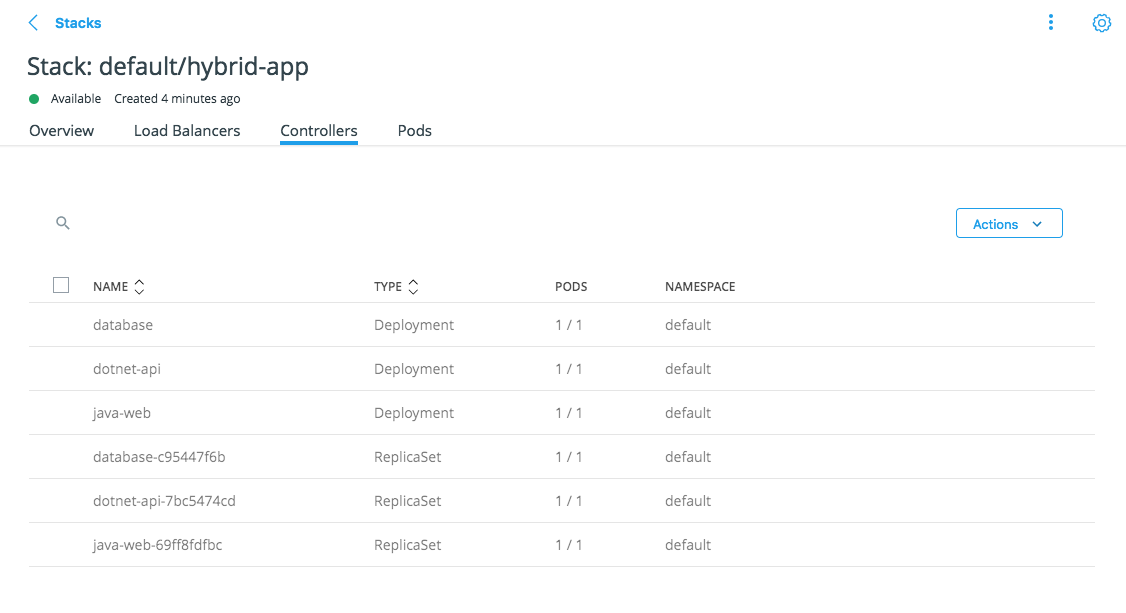 Stacks
Stack: default/hybrid-app
Available Created 4 minutes ago
Overview Load Balancers Controllers Pods
Actions
NAME TYPE PODS NAMESPACE
database Deployment 1 / 1 default
dotnet-api Deployment 1 / 1 default
java-web Deployment 1 / 1 default
database-c95447f6b ReplicaSet 1 / 1 default
dotnet-api-7bc5474cd ReplicaSet 1 / 1 default
java-web-69ff8fdfbc ReplicaSet 1 / 1 default